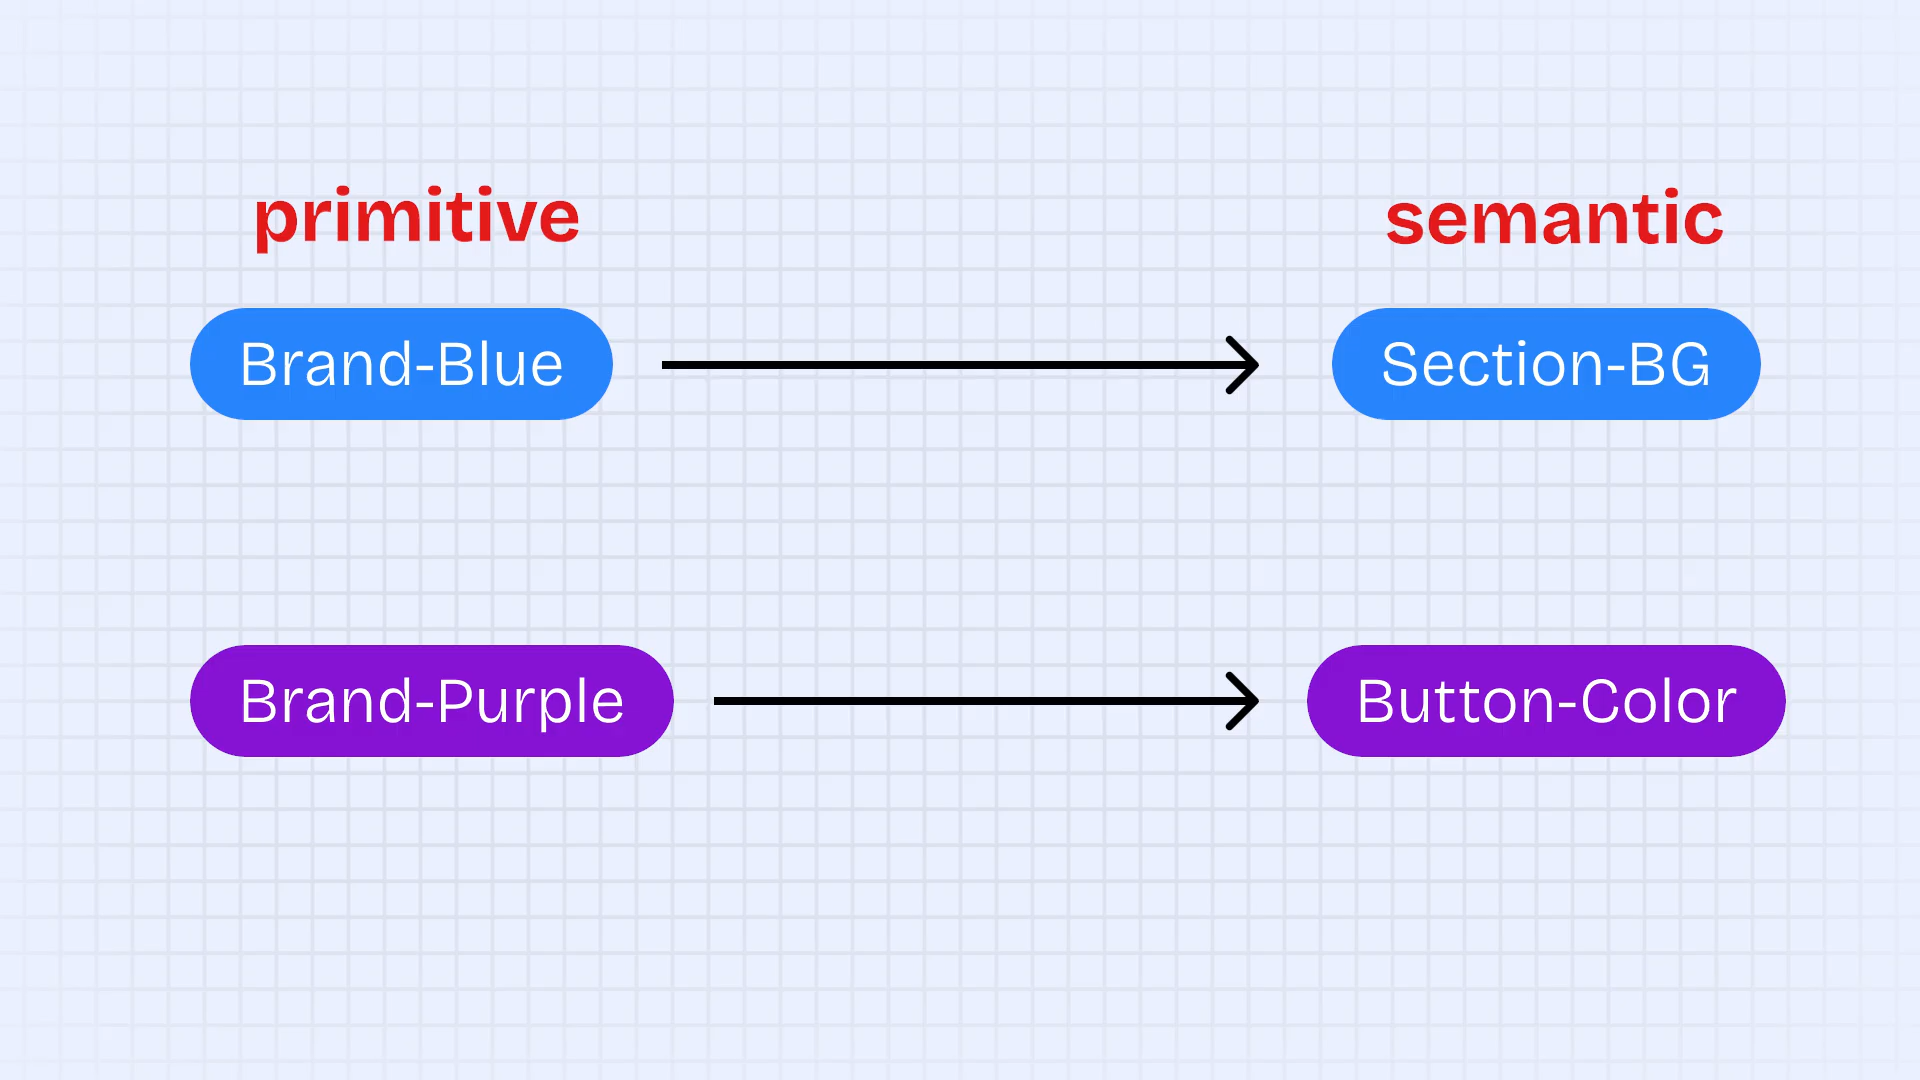 primitive
semantic
Brand-Blue
Section-BG
Brand-Purple
Button-Color